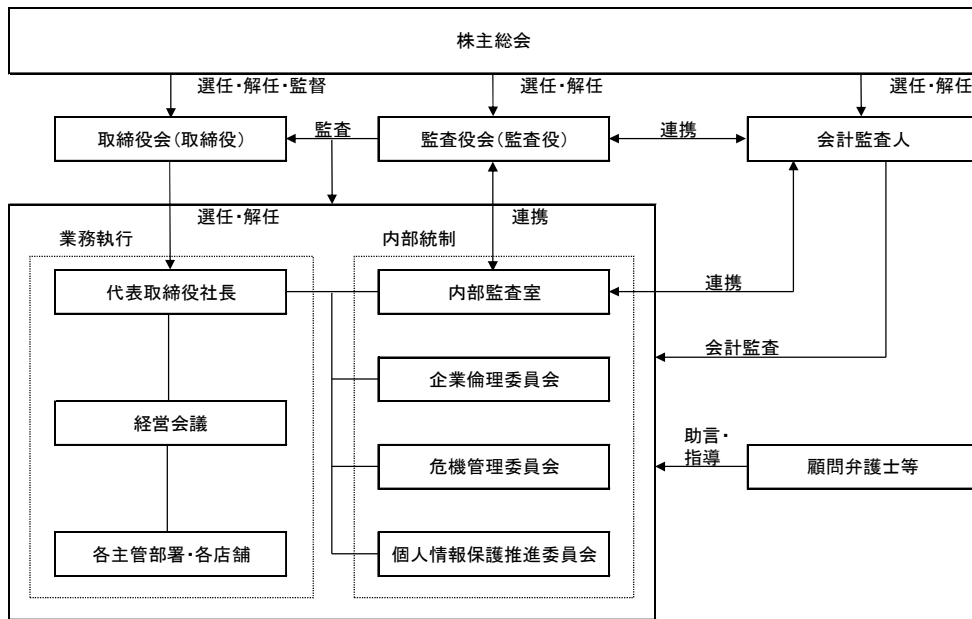 株主総会
選任・解任・監督
選任・解任
選任・解任
取締役会(取締役)
監査
監査役会(監査役)
連携
会計監査人
選任・解任
連携
業務執行
内部統制
代表取締役社長
内部監査室
連携
会計監査
企業倫理委員会
経営会議
助言・
指導
危機管理委員会
顧問弁護士等
各主管部署・各店舗
個人情報保護推進委員会